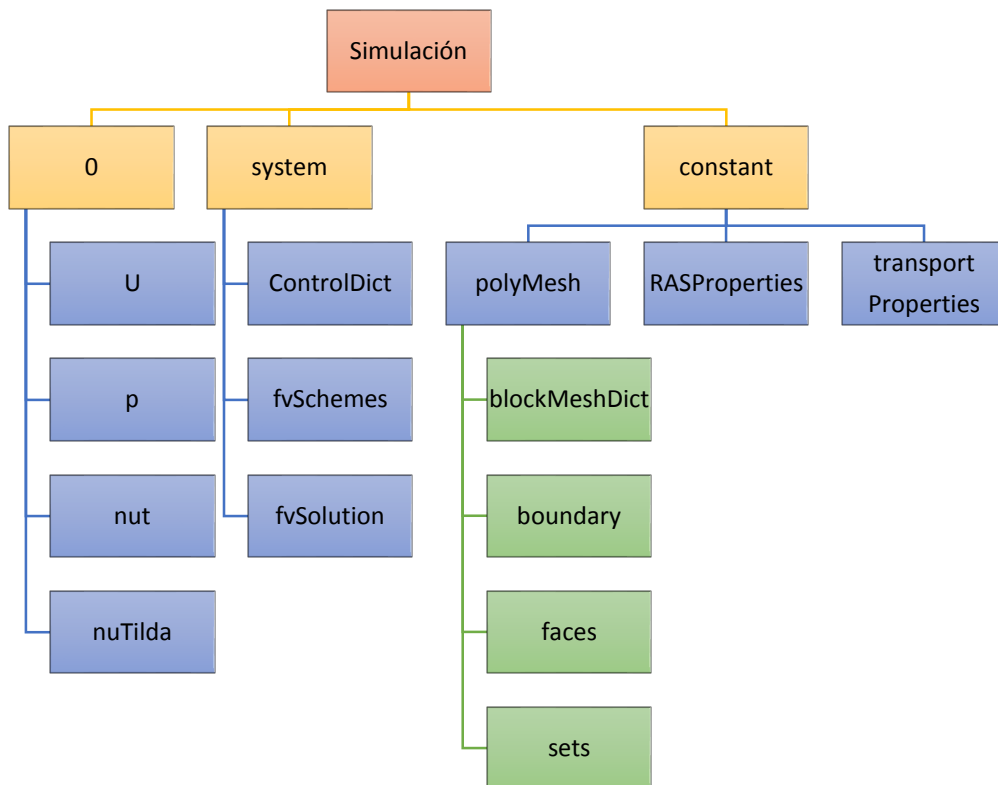 Simulación
0
system
constant
U
ControlDict
polyMesh
RASProperties
transport
Properties
p
fvSchemes
blockMeshDict
nut
fvSolution
boundary
nuTilda
faces
sets